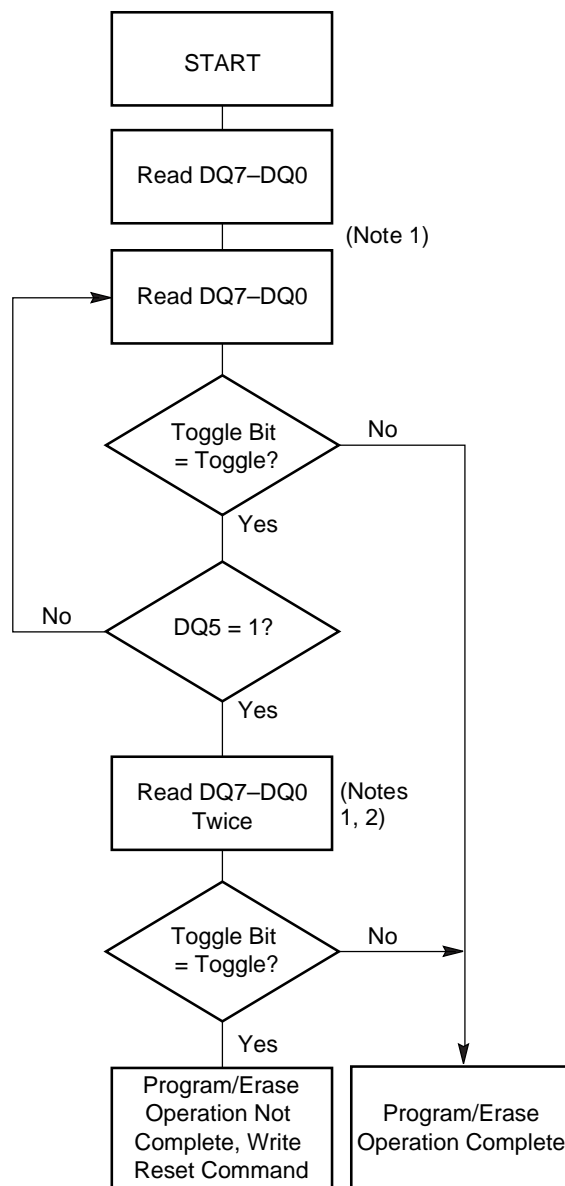 START
Read DQ7–DQ0
(Note 1)
Read DQ7–DQ0
Toggle Bit
= Toggle?
No
Yes
No
DQ5 = 1?
Yes
Read DQ7–DQ0
Twice
(Notes
1, 2)
Toggle Bit
= Toggle?
No
Yes
Program/Erase
Operation Not
Complete, Write
Reset Command
Program/Erase
Operation Complete